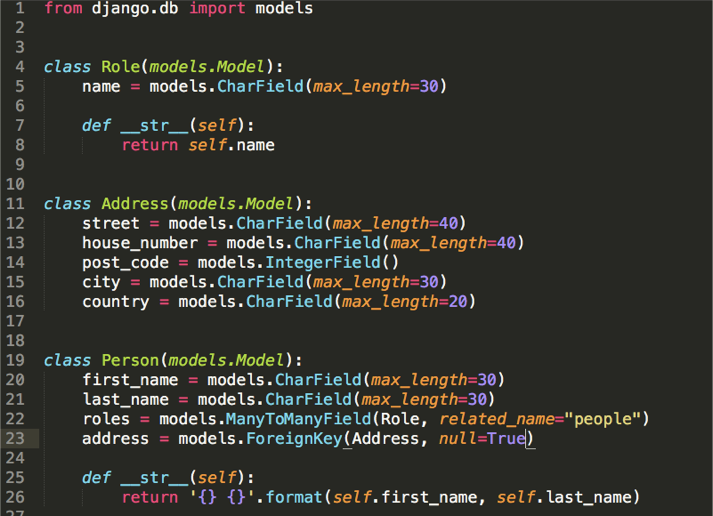 1 from django.db import models
2
3
4 class Role(models.Model):
5     name = models.CharField(max_length=30)
6
7     def __str__(self):
8         return self.name
9
10
11 class Address(models.Model):
12     street = models.CharField(max_length=40)
13     house_number = models.CharField(max_length=40)
14     post_code = models.IntegerField()
15     city = models.CharField(max_length=30)
16     country = models.CharField(max_length=20)
17
18
19 class Person(models.Model):
20     first_name = models.CharField(max_length=30)
21     last_name = models.CharField(max_length=30)
22     roles = models.ManyToManyField(Role, related_name="people")
23     address = models.ForeignKey(Address, null=True)
24
25     def __str__(self):
26         return '{} {}'.format(self.first_name, self.last_name)
27